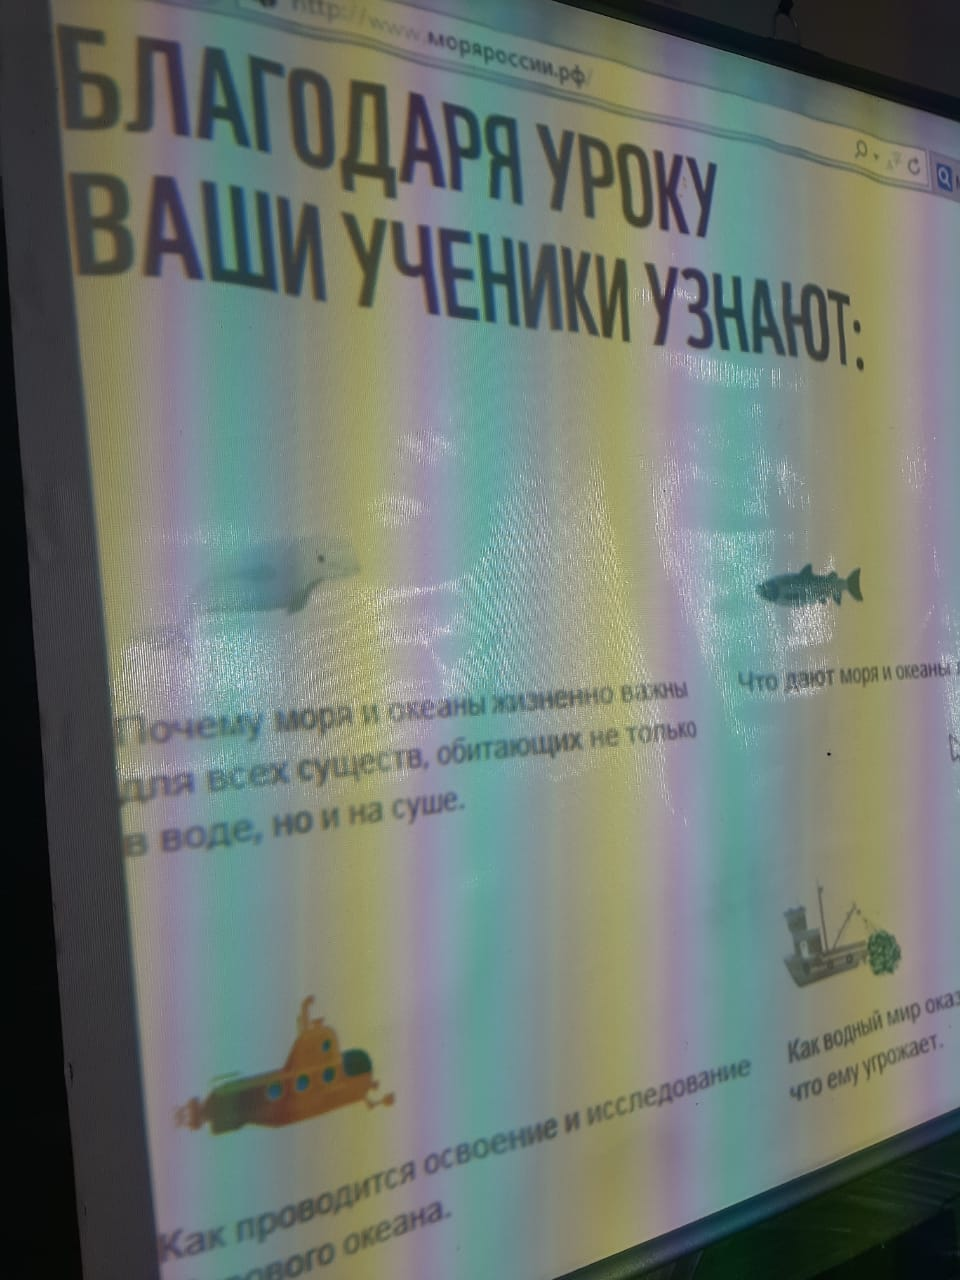 http://www.моряроссии.рф/
БЛАГОДАРЯ УРОКУ
ВАШИ УЧЕНИКИ УЗНАЮТ:
Почему моря и океаны жизненно важны
для всех существ, обитающих не только
в воде, но и на суше.
Что дают моря и океаны
Как проводится освоение и исследование
океана.
Как водный мир
что ему угрожает.